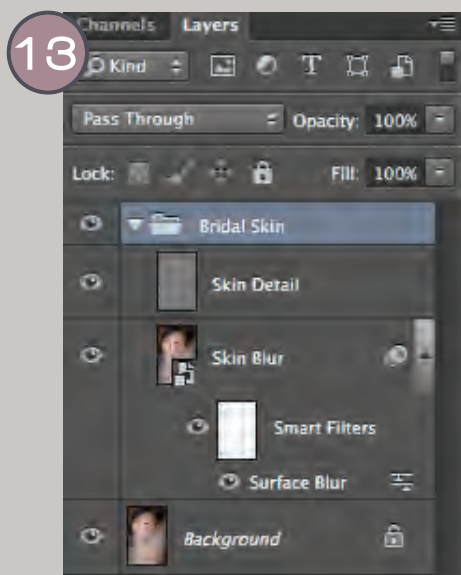 Channels Layers
13
Kind
T
Pass Through Opacity: 100%
Lock: Fill: 100%
Bridal Skin
Skin Detail
Skin Blur
Smart Filters
Surface Blur
Background